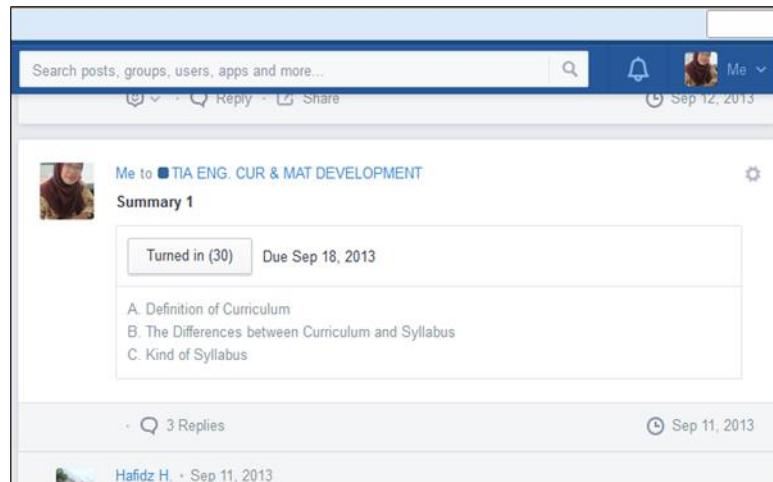 Search posts, groups, users, apps and more...
Me
Reply · Share
Sep 12, 2013
Me to TIA ENG. CUR & MAT DEVELOPMENT
Summary 1
Turned in (30) Due Sep 18, 2013
A. Definition of Curriculum
B. The Differences between Curriculum and Syllabus
C. Kind of Syllabus
· 3 Replies
Sep 11, 2013
Hafidz H. · Sep 11, 2013